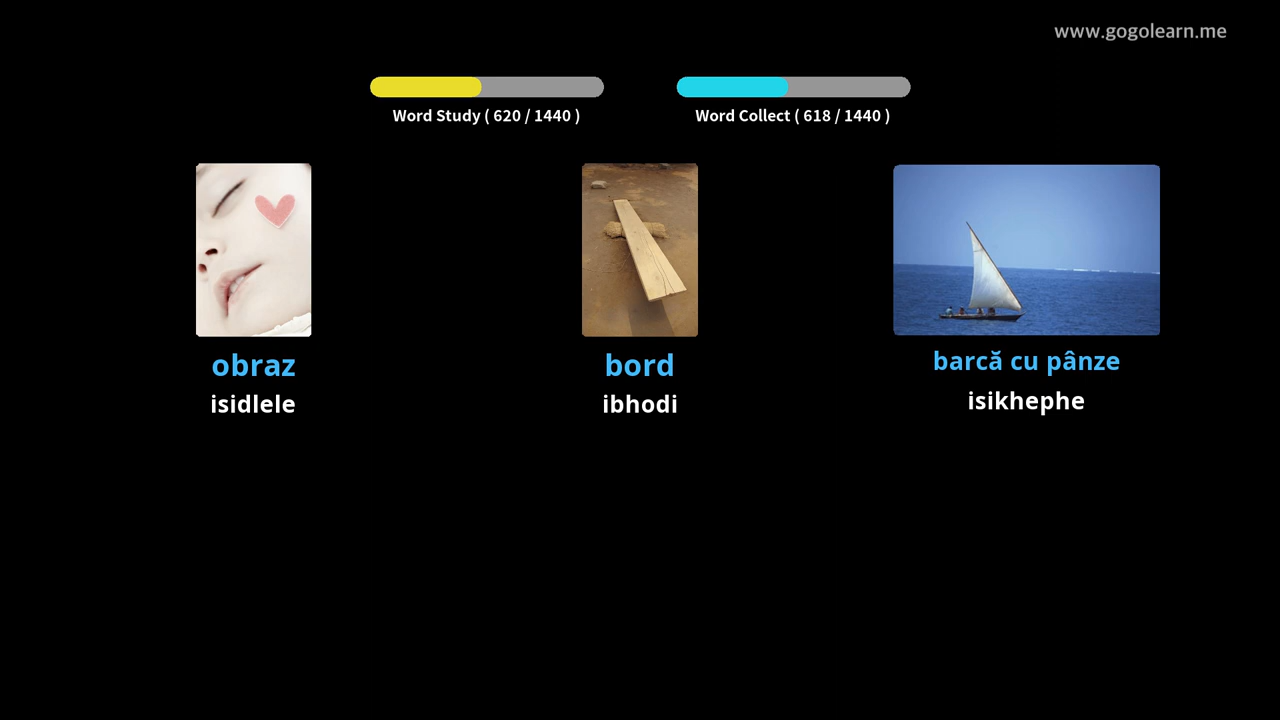 www.gogolearn.me
Word Study ( 620 / 1440 )
Word Collect ( 618 / 1440 )
obraz
isidlele
bord
ibhodi
barcă cu pânze
isikhephe